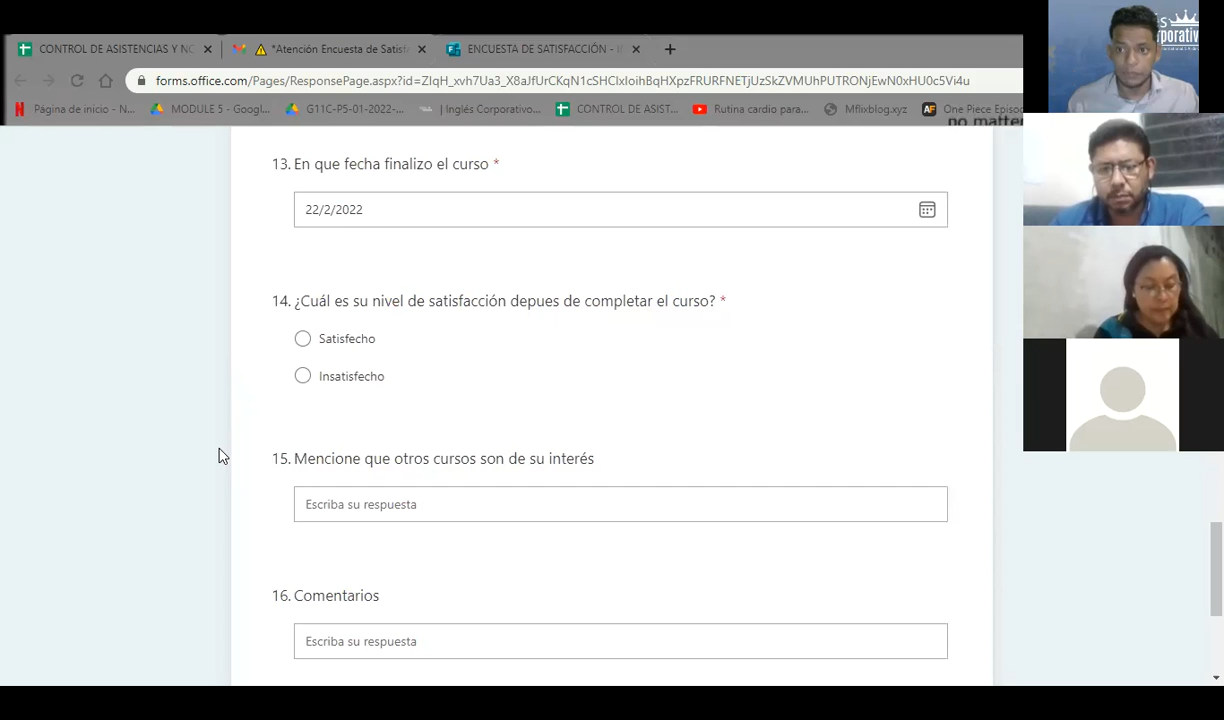 CONTROL DE ASISTENCIAS Y NO
*Atención Encuesta de Satisfa
ENCUESTA DE SATISFACCIÓN - I
forms.office.com/Pages/ResponsePage.aspx?id=ZIqH_xvh7Ua3_X8aJfUrCKqN1cSHClxIoihBqHXpzFRURFNETjUzSkZVMUhPUTRONjEwN0xHU0c5Vi4u
Página de inicio - N...
MODULE 5 - Googl...
G11C-P5-01-2022-...
| Inglés Corporativo...
CONTROL DE ASIST...
Rutina cardio para...
Mflixblog.xyz
One Piece Episod
no matter
13. En que fecha finalizo el curso *
22/2/2022
14. ¿Cuál es su nivel de satisfacción depues de completar el curso? *
Satisfecho
Insatisfecho
15. Mencione que otros cursos son de su interés
Escriba su respuesta
16. Comentarios
Escriba su respuesta